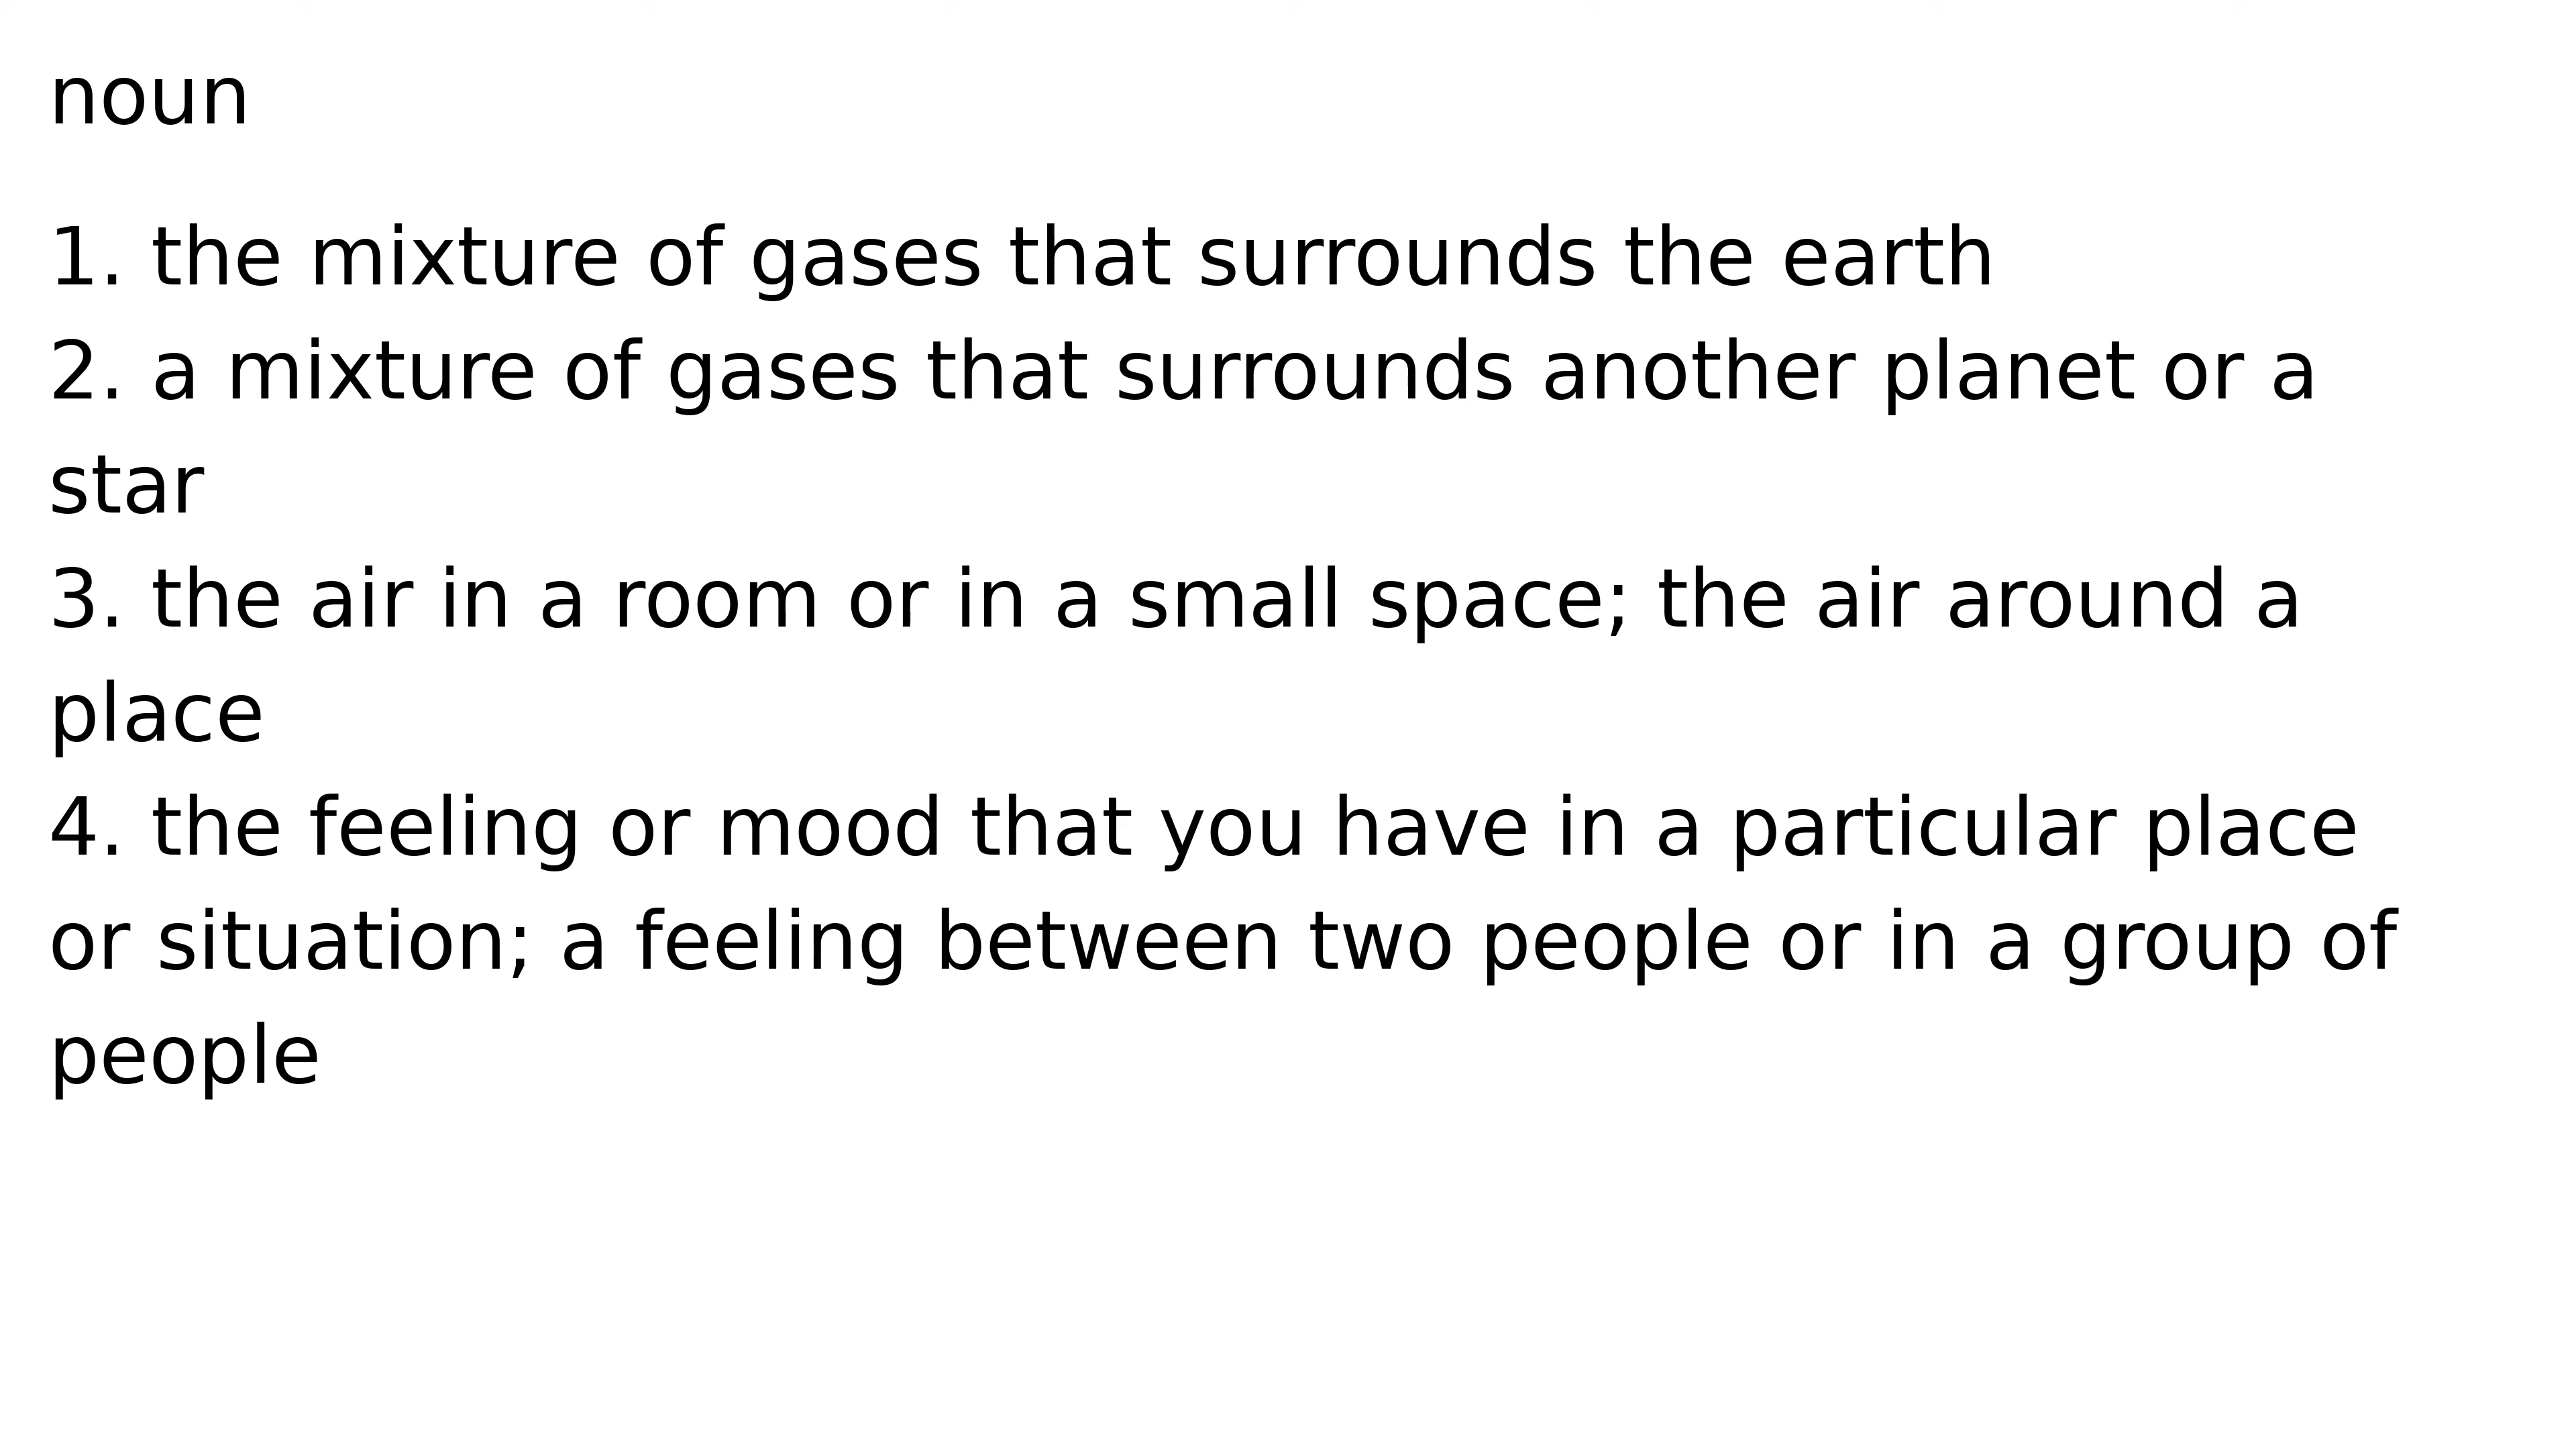 noun
1. the mixture of gases that surrounds the earth
2. a mixture of gases that surrounds another planet or a
star
3. the air in a room or in a small space; the air around a
place
4. the feeling or mood that you have in a particular place
or situation; a feeling between two people or in a group of
people